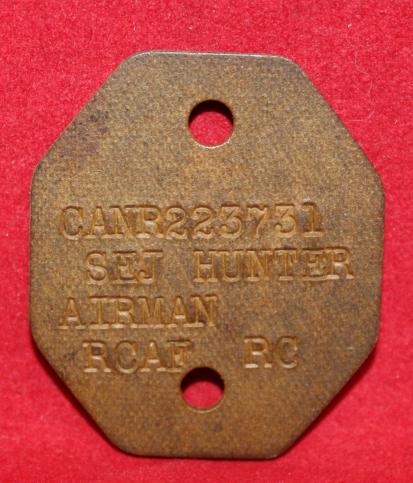 CANR223731
SEJ HUNTER
AIRMAN
RCAF RC